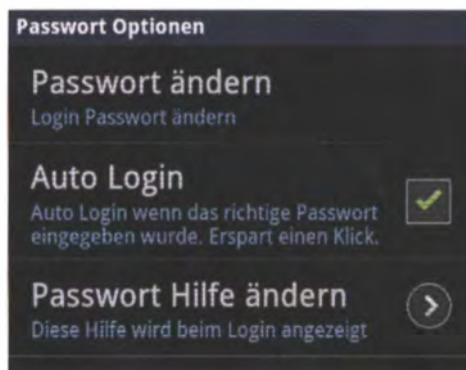 Passwort Optionen
Passwort ändern
Login Passwort ändern
Auto Login
Auto Login wenn das richtige Passwort
eingegeben wurde. Erspart einen Klick.
Passwort Hilfe ändern
Diese Hilfe wird beim Login angezeigt